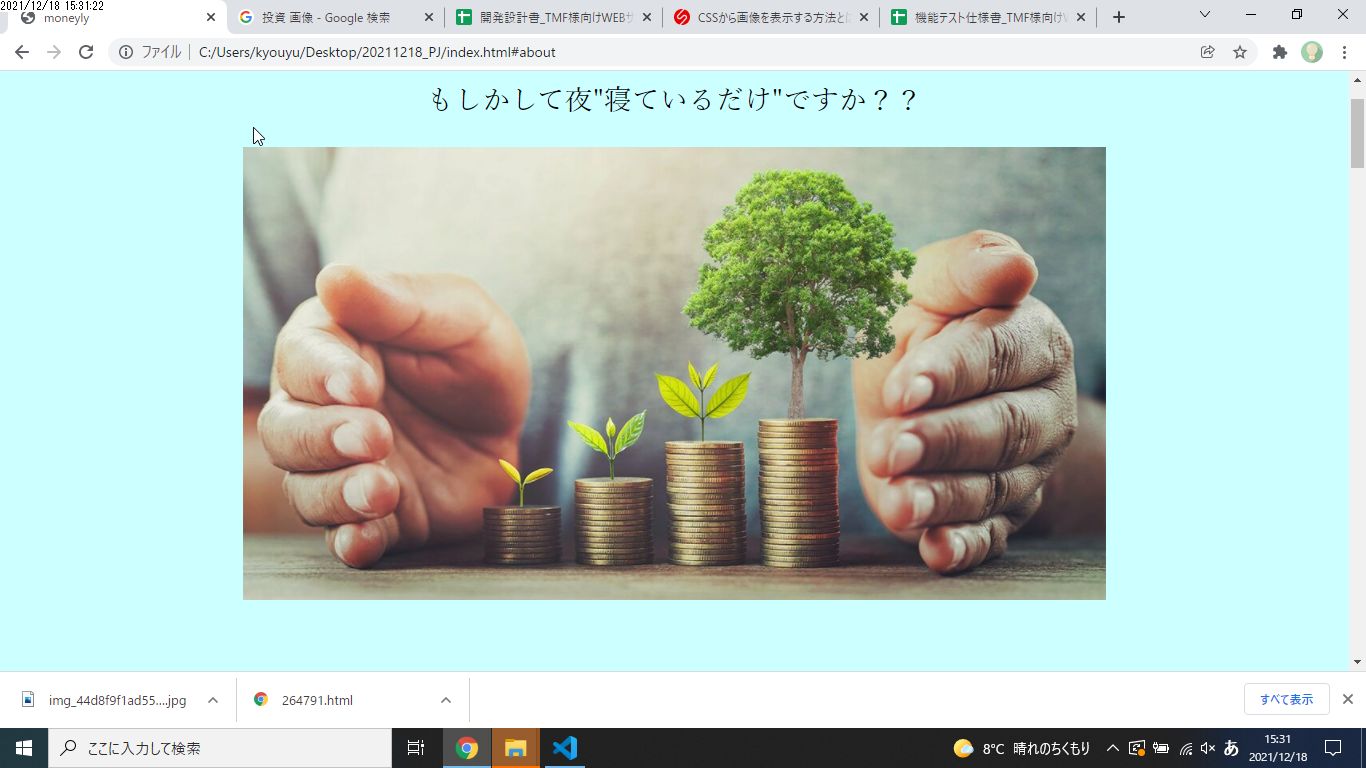 2021/12/18 15:31:22
moneyly
投資 画像 - Google 検索
開発設計書_TMF様向けWEBサ
CSSから画像を表示する方法と
機能テスト仕様書_TMF様向けW
ファイル
C:/Users/kyouyu/Desktop/20211218_PJ/index.html#about
もしかして夜"寝ているだけ"ですか？？
img_44d8f9f1ad55....jpg
264791.html
すべて表示
ここに入力して検索
8°C 晴れのちくもり
あ
15:31
2021/12/18